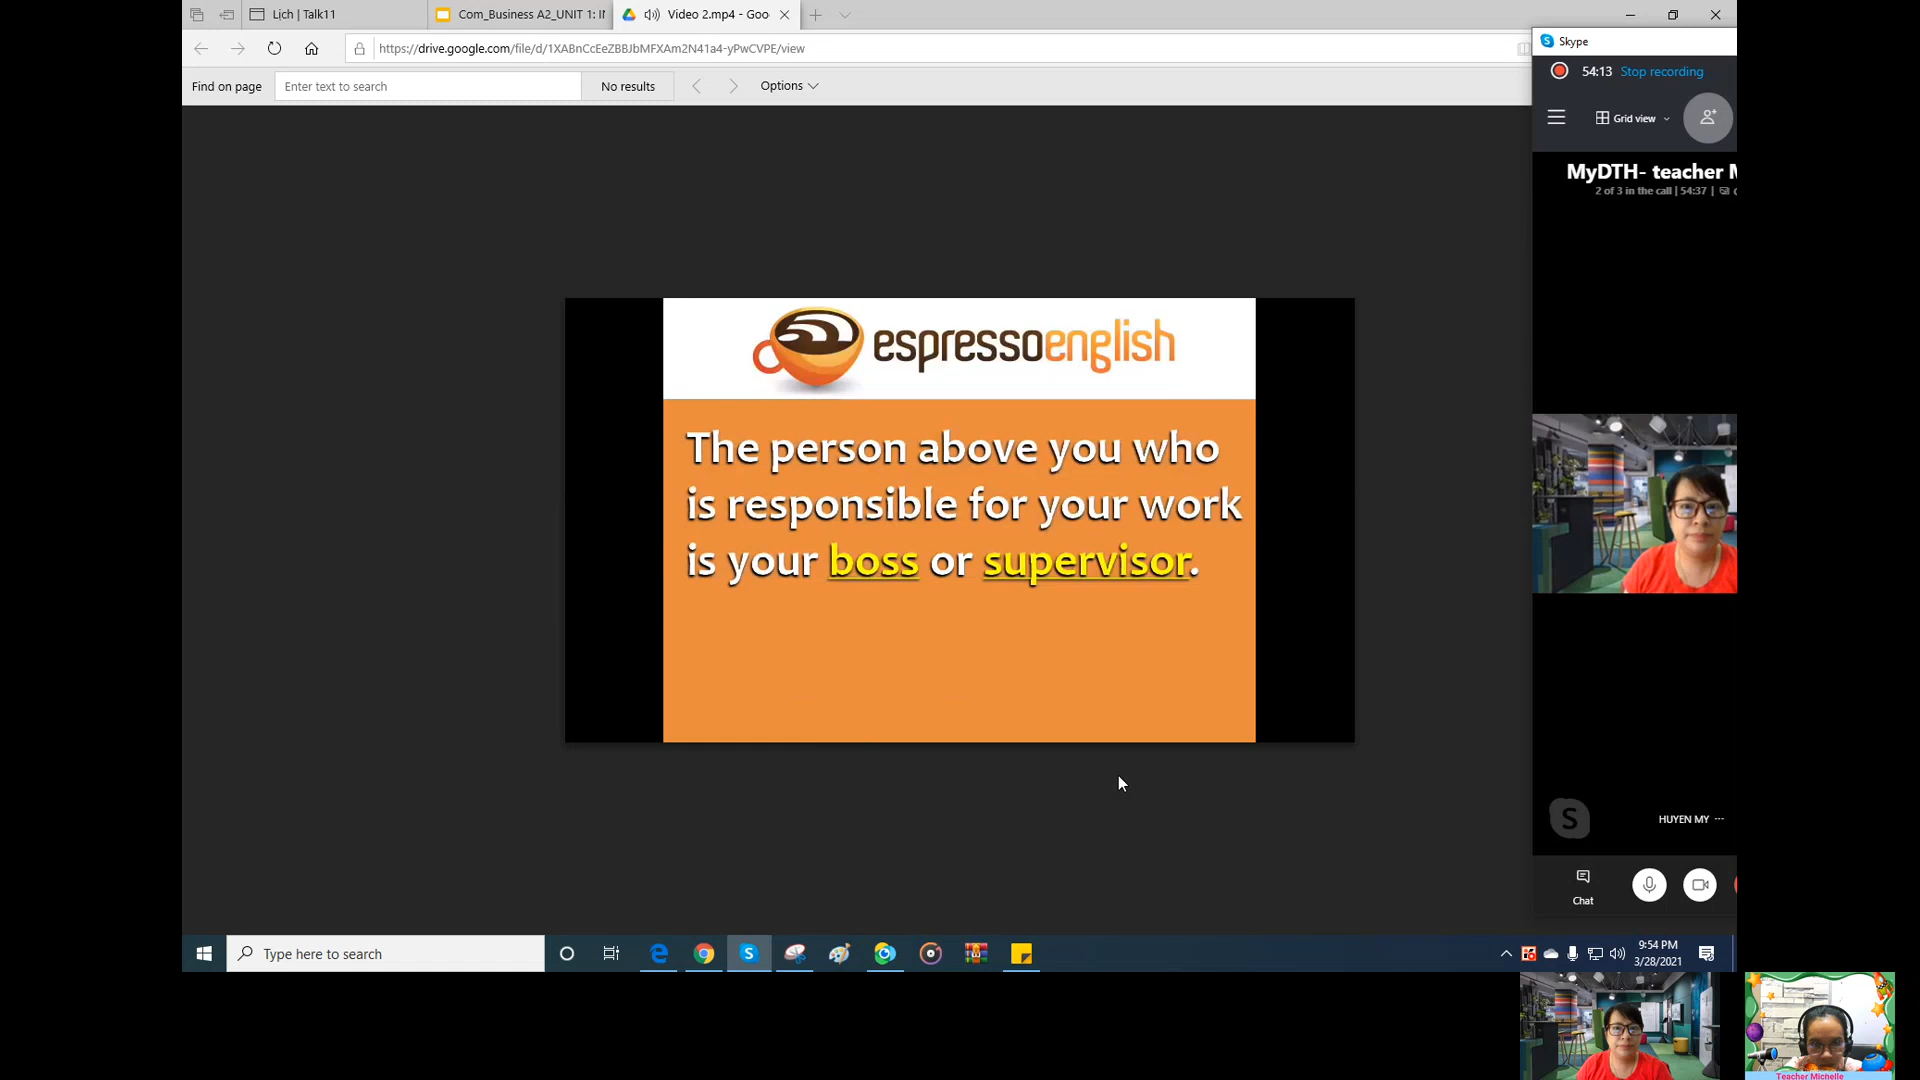 Lịch | Talk11
Com_Business A2_UNIT 1: II
Video 2.mp4 - Goo
https://drive.google.com/file/d/1XABnCcEeZBBJbMFXAm2N41a4-yPwCVPE/view
Find on page
Enter text to search
No results
Options
Skype
54:13 Stop recording
Grid view
MyDTH- teacher M
2 of 3 in the call | 54:37 |
espressoenglish
The person above you who
is responsible for your work
is your boss or supervisor.
HUYEN MY ...
Chat
Type here to search
9:54 PM
3/28/2021
Teacher Michelle